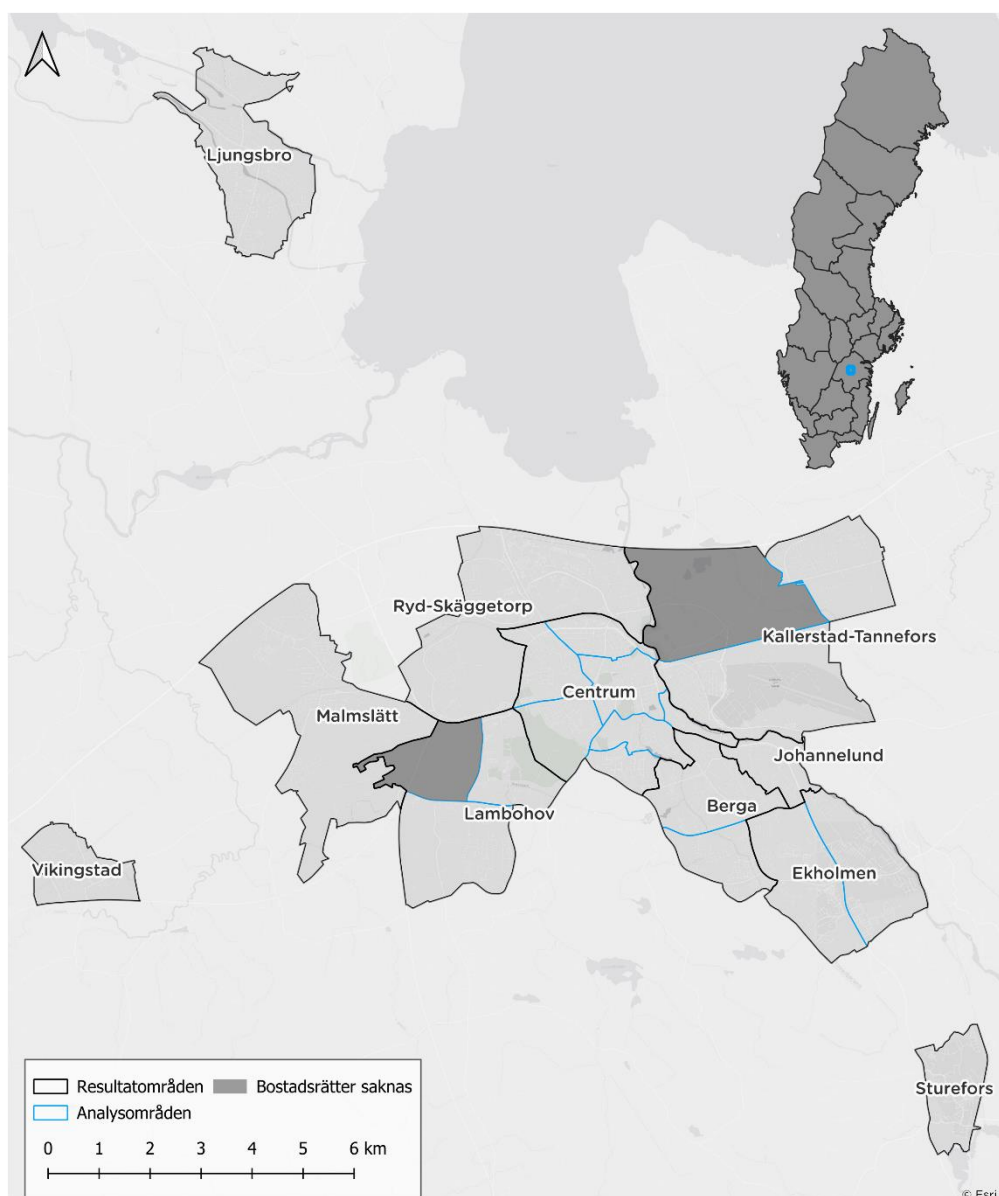 Ljungsbro
Ryd-Skäggetorp
Kallerstad-Tannefors
Centrum
Malmslätt
Johannelund
Berga
Lambohov
Vikingstad
Ekholmen
Sturefors
Resultatområden
Bostadsrätter saknas
Analysområden
0 1 2 3 4 5 6 km
© Esri